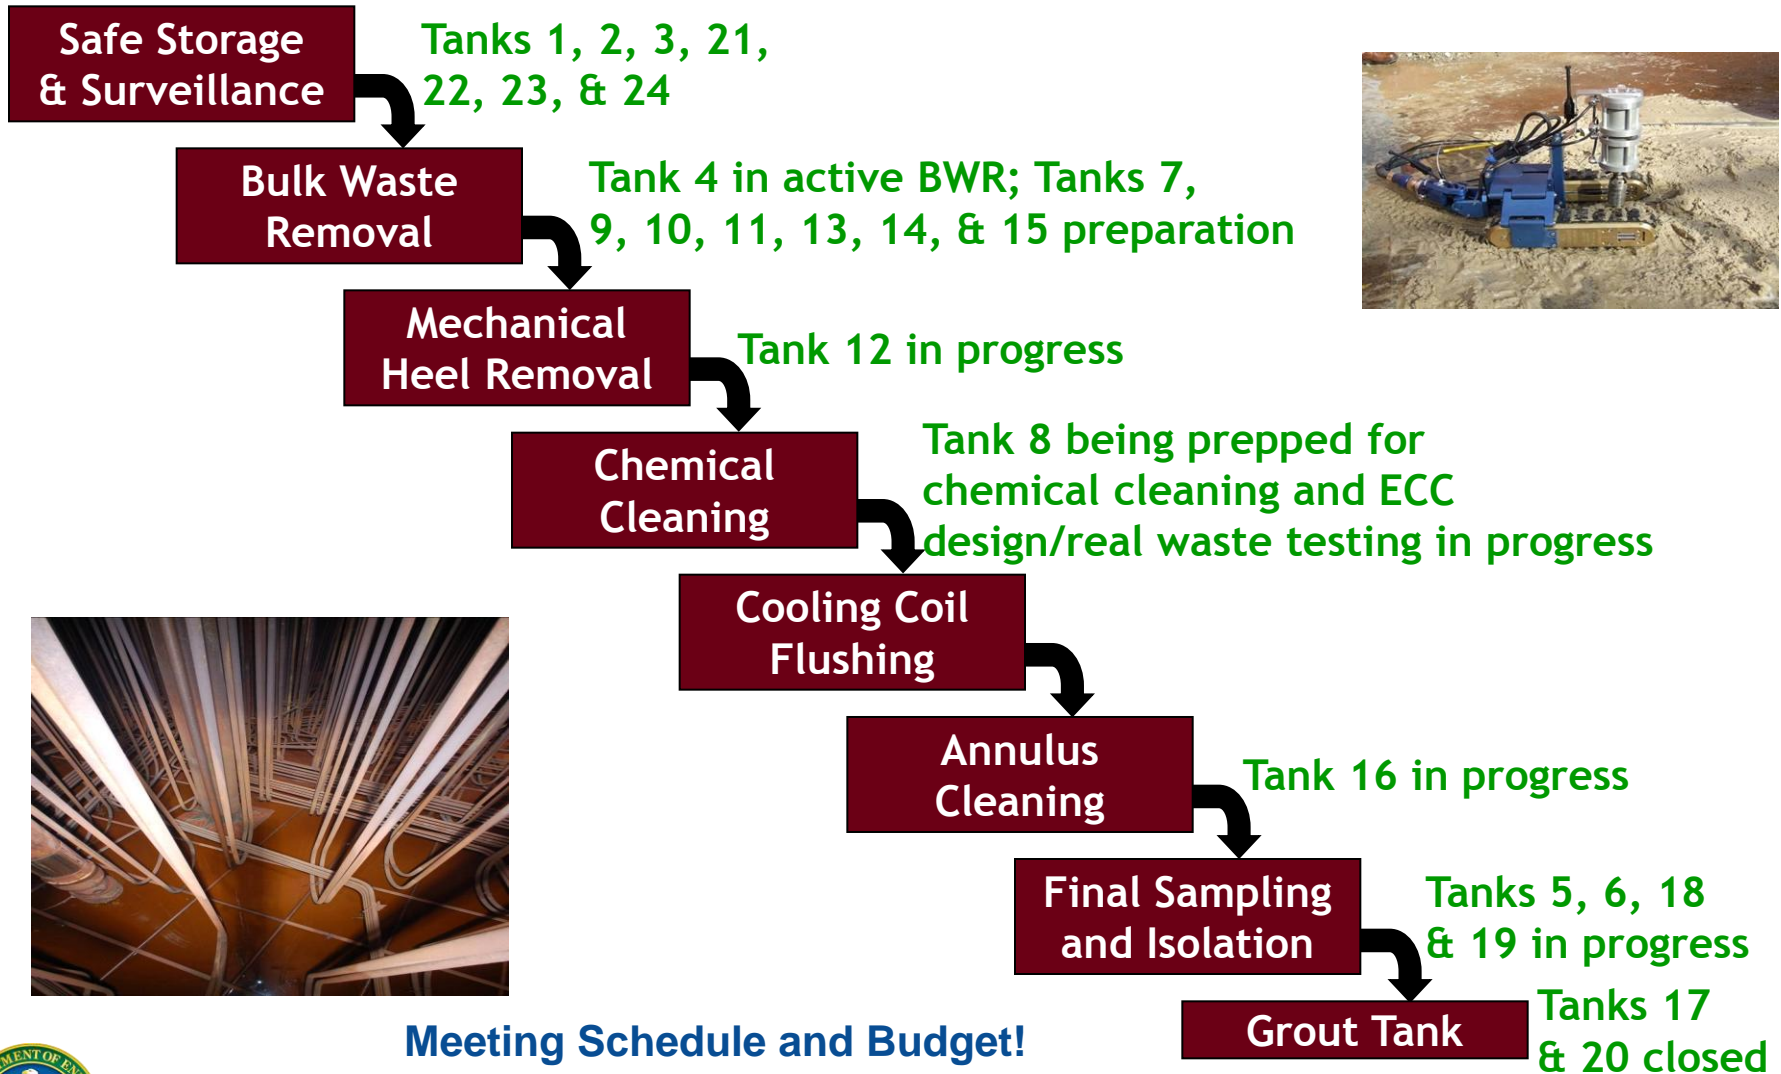 Safe Storage
& Surveillance
Tanks 1, 2, 3, 21,
22, 23, & 24
Bulk Waste
Removal
Tank 4 in active BWR; Tanks 7,
9, 10, 11, 13, 14, & 15 preparation
Mechanical
Heel Removal
Tank 12 in progress
Chemical
Cleaning
Tank 8 being prepped for
chemical cleaning and ECC
design/real waste testing in progress
Cooling Coil
Flushing
Annulus
Cleaning
Tank 16 in progress
Final Sampling
and Isolation
Tanks 5, 6, 18
& 19 in progress
Grout Tank
Tanks 17
& 20 closed
Meeting Schedule and Budget!